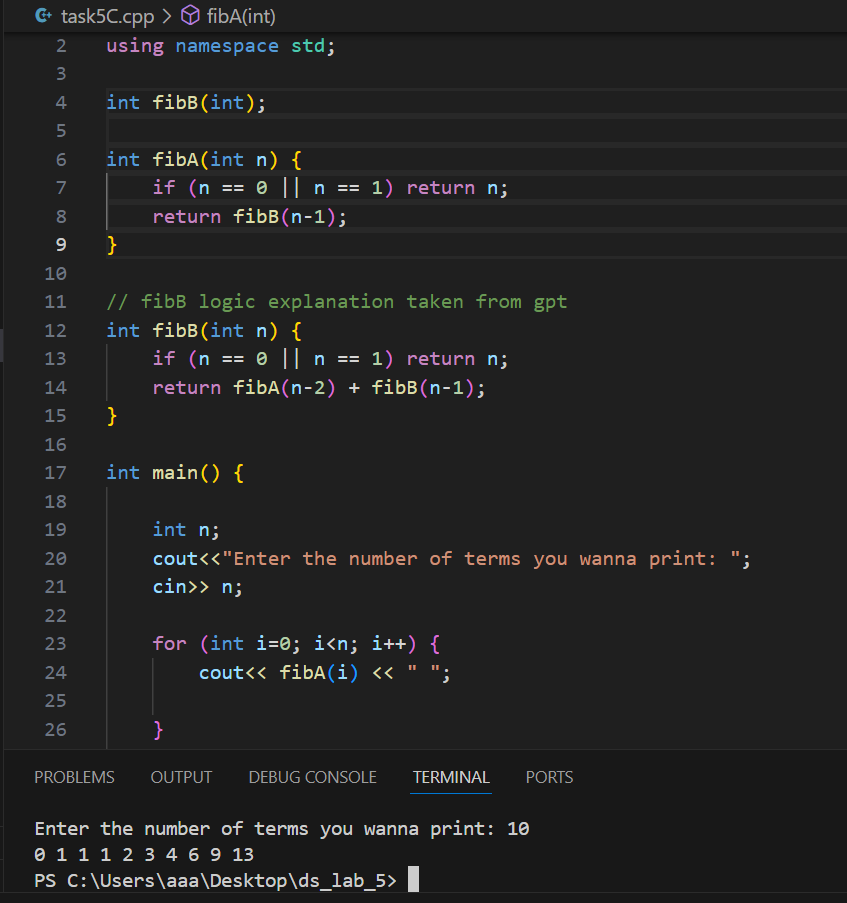 task5C.cpp > fibA(int)
2 using namespace std;
3
4 int fibB(int);
5
6 int fibA(int n) {
7     if (n == 0 || n == 1) return n;
8     return fibB(n-1);
9 }
10
11 // fibB logic explanation taken from gpt
12 int fibB(int n) {
13     if (n == 0 || n == 1) return n;
14     return fibA(n-2) + fibB(n-1);
15 }
16
17 int main() {
18
19     int n;
20     cout<<"Enter the number of terms you wanna print: ";
21     cin>> n;
22
23     for (int i=0; i<n; i++) {
24         cout<< fibA(i) << " ";
25
26     }
PROBLEMS OUTPUT DEBUG CONSOLE TERMINAL PORTS
Enter the number of terms you wanna print: 10
0 1 1 1 2 3 4 6 9 13
PS C:\Users\aaa\Desktop\ds_lab_5>